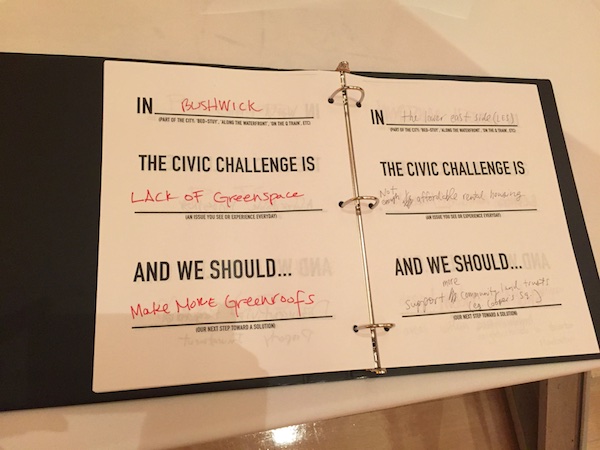 IN BUSHWICK
(PART OF THE CITY: 'BED-STUY', 'ALONG THE WATERFRONT', 'ON THE Q TRAIN', ETC)
THE CIVIC CHALLENGE IS
LACK OF Greenspace
(AN ISSUE YOU SEE OR EXPERIENCE EVERYDAY)
AND WE SHOULD...
Make More Greenroofs
(OUR NEXT STEP TOWARD A SOLUTION)
IN the lower east side (LES)
(PART OF THE CITY: 'BED-STUY', 'ALONG THE WATERFRONT', 'ON THE Q TRAIN', ETC)
THE CIVIC CHALLENGE IS
Not
enough affordable rental housing
(AN ISSUE YOU SEE OR EXPERIENCE EVERYDAY)
AND WE SHOULD...
more
support community land trusts
(eg Cooper Sq.)
(OUR NEXT STEP TOWARD A SOLUTION)